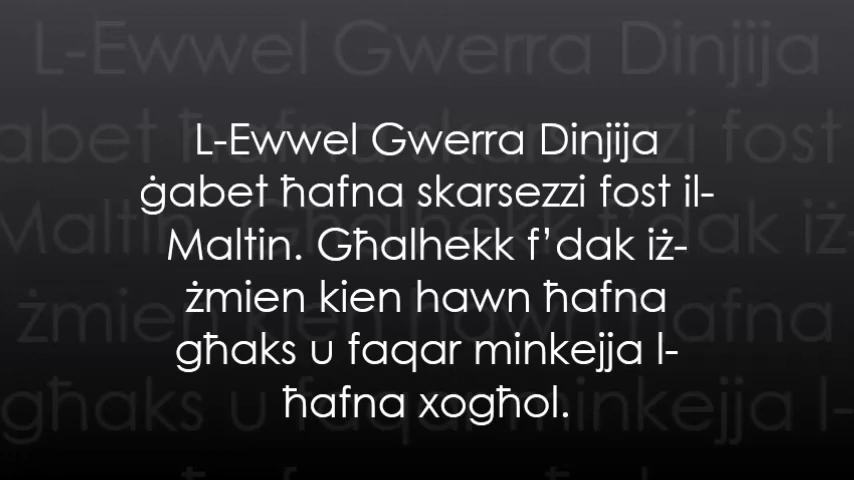 L-Ewwel Gwerra Dinjija
ġabet ħafna skarsezzi fost il-
Maltin. Għalhekk f’dak iż-
żmien kien hawn ħafna
għaks u faqar minkejja l-
ħafna xogħol.